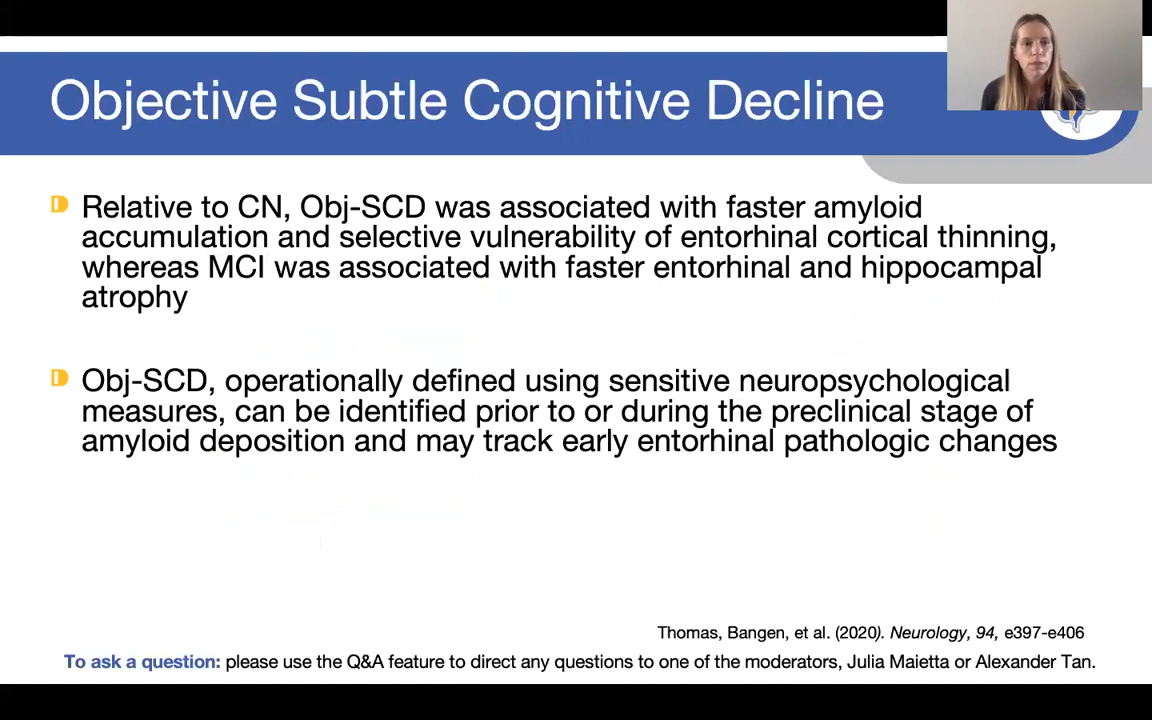 Objective Subtle Cognitive Decline
Relative to CN, Obj-SCD was associated with faster amyloid
accumulation and selective vulnerability of entorhinal cortical thinning,
whereas MCI was associated with faster entorhinal and hippocampal
atrophy
Obj-SCD, operationally defined using sensitive neuropsychological
measures, can be identified prior to or during the preclinical stage of
amyloid deposition and may track early entorhinal pathologic changes
Thomas, Bangen, et al. (2020). Neurology, 94, e397-e406
To ask a question: please use the Q&A feature to direct any questions to one of the moderators, Julia Maietta or Alexander Tan.